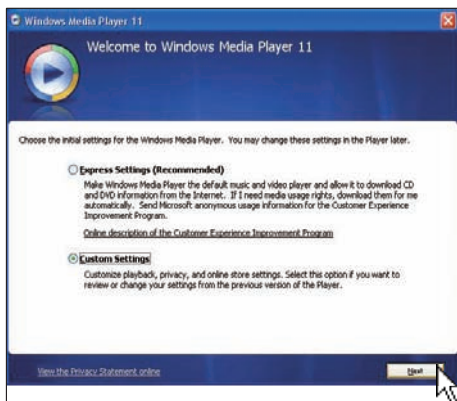 Windows Media Player 11
Welcome to Windows Media Player 11
Choose the initial settings for the Windows Media Player. You may change these settings in the Player later.
Express Settings (Recommended)
Make Windows Media Player the default music and video player and allow it to download CD
and DVD information from the Internet. If I need media usage rights, download them for me
automatically. Send Microsoft anonymous usage information for the Customer Experience
Improvement Program.
Online description of the Customer Experience Improvement Program
Custom Settings
Customize playback, privacy, and online store settings. Select this option if you want to
review or change your settings from the previous version of the Player.
View the Privacy Statement online
Next